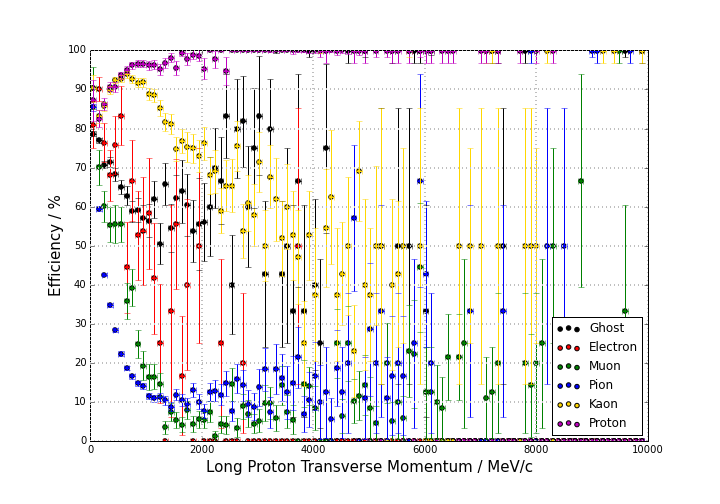 100
90
80
70
60
50
40
30
20
10
0
Efficiency / %
0 2000 4000 6000 8000 10000
Long Proton Transverse Momentum / MeV/c
Ghost
Electron
Muon
Pion
Kaon
Proton